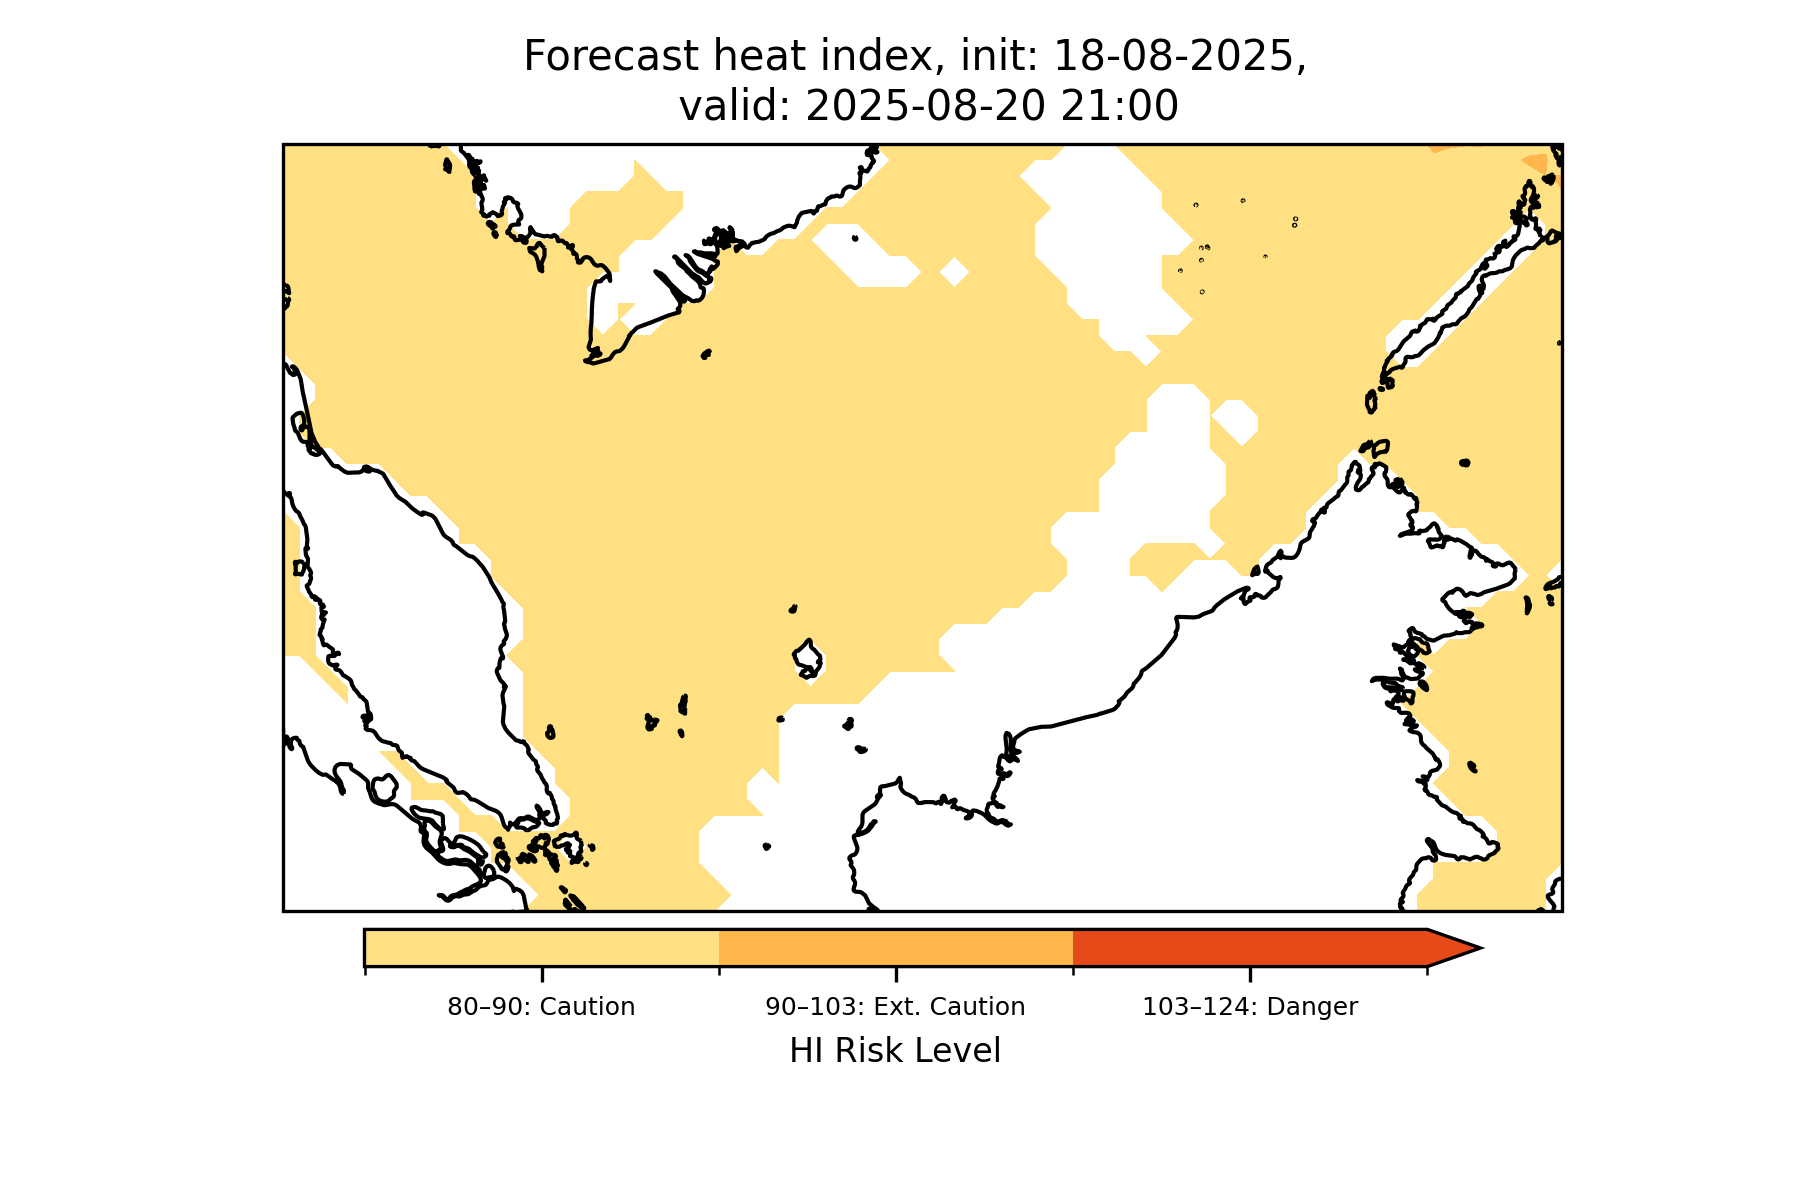 Forecast heat index, init: 18-08-2025,
valid: 2025-08-20 21:00
80–90: Caution
90–103: Ext. Caution
103–124: Danger
HI Risk Level